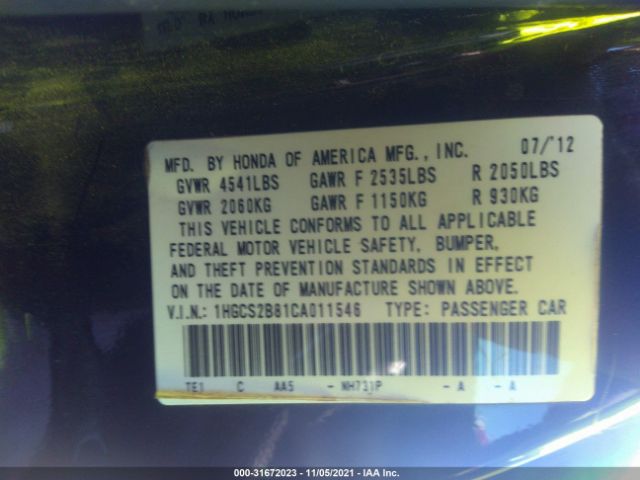 MFD. BY HONDA OF AMERICA MFG., INC. 07/'12
GVWR 4541LBS GAWR F 2535LBS R 2050LBS
GVWR 2060KG GAWR F 1150KG R 930KG
THIS VEHICLE CONFORMS TO ALL APPLICABLE
FEDERAL MOTOR VEHICLE SAFETY, BUMPER,
AND THEFT PREVENTION STANDARDS IN EFFECT
ON THE DATE OF MANUFACTURE SHOWN ABOVE.
V.I.N.: 1HGCS2B81CA011546 TYPE: PASSENGER CAR
TE1 C AA5 - NH731P - A - A
000-31672023 - 11/05/2021 - IAA Inc.